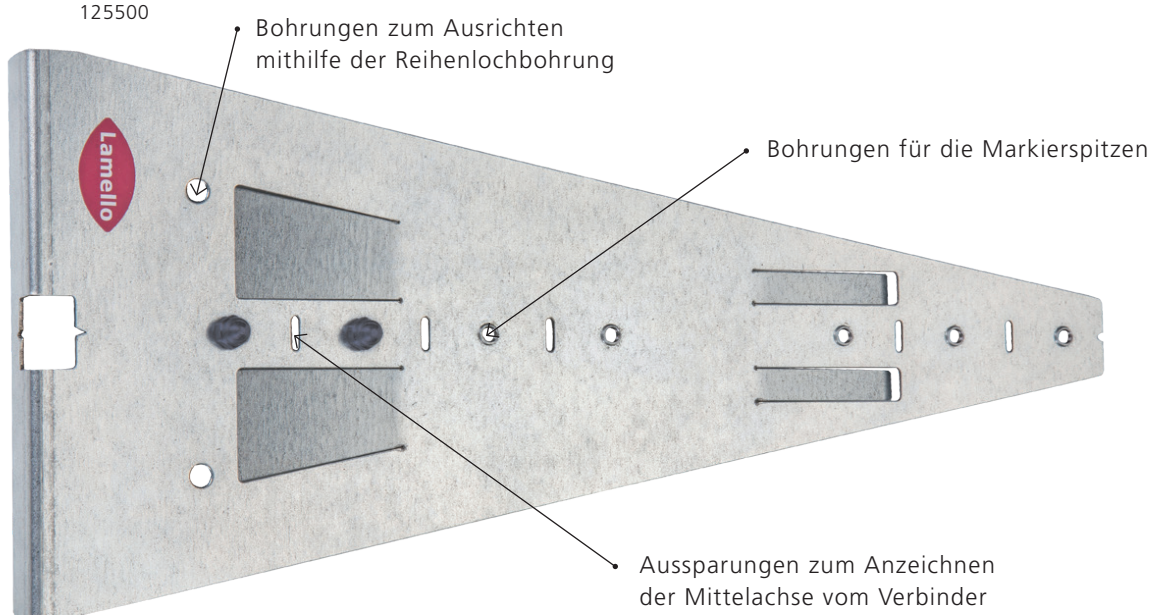 125500
Bohrungen zum Ausrichten
mithilfe der Reihenlochbohrung
Lamello
Bohrungen für die Markierspitzen
Aussparungen zum Anzeichnen
der Mittelachse vom Verbinder